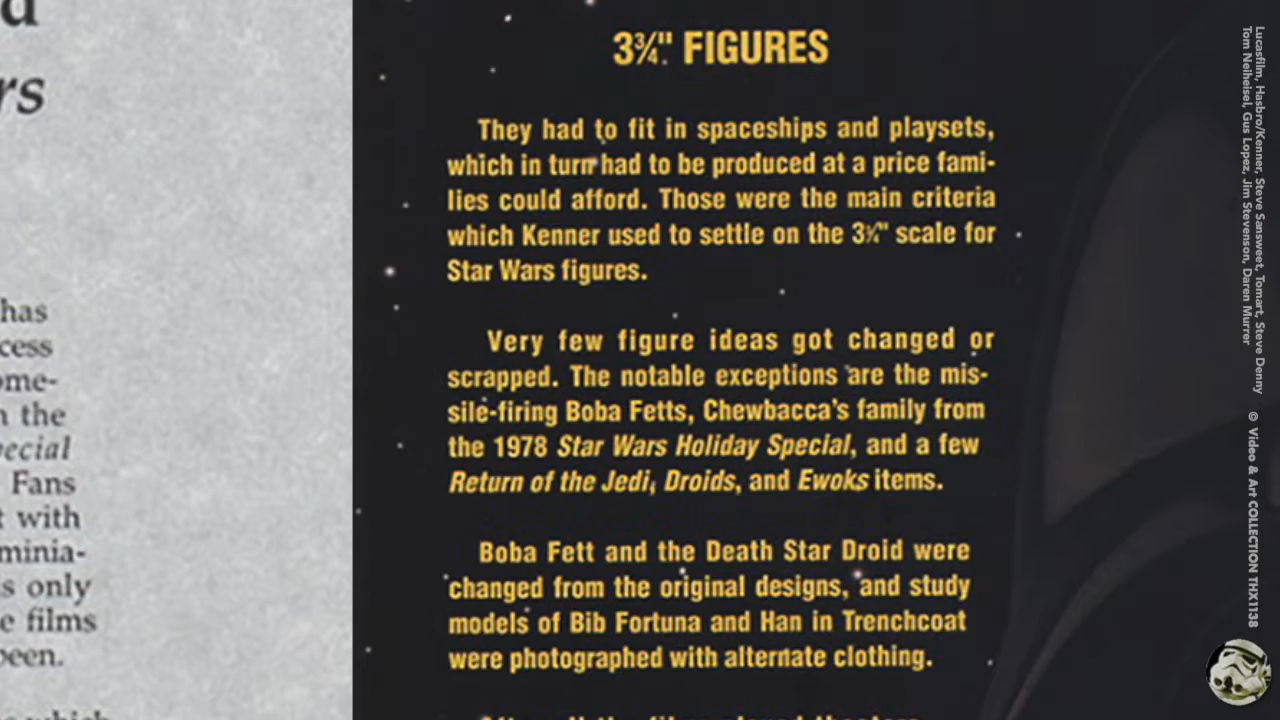 d
rs
has
cess
ome-
n the
pecial
Fans
t with
minia-
s only
e films
been.
which
3¾" FIGURES
They had to fit in spaceships and playsets,
which in turn had to be produced at a price fami-
lies could afford. Those were the main criteria
which Kenner used to settle on the 3¾" scale for
Star Wars figures.
Very few figure ideas got changed or
scrapped. The notable exceptions are the mis-
sile-firing Boba Fetts, Chewbacca's family from
the 1978 Star Wars Holiday Special, and a few
Return of the Jedi, Droids, and Ewoks items.
Boba Fett and the Death Star Droid were
changed from the original designs, and study
models of Bib Fortuna and Han in Trenchcoat
were photographed with alternate clothing.
Lucasfilm, Hasbro/Kenner, Steve Sansweet, Tomart, Steve Denny © Video & Art COLLECTION THX1138
Tom Neiheisel, Gus Lopez, Jim Stevenson, Daren Murrer